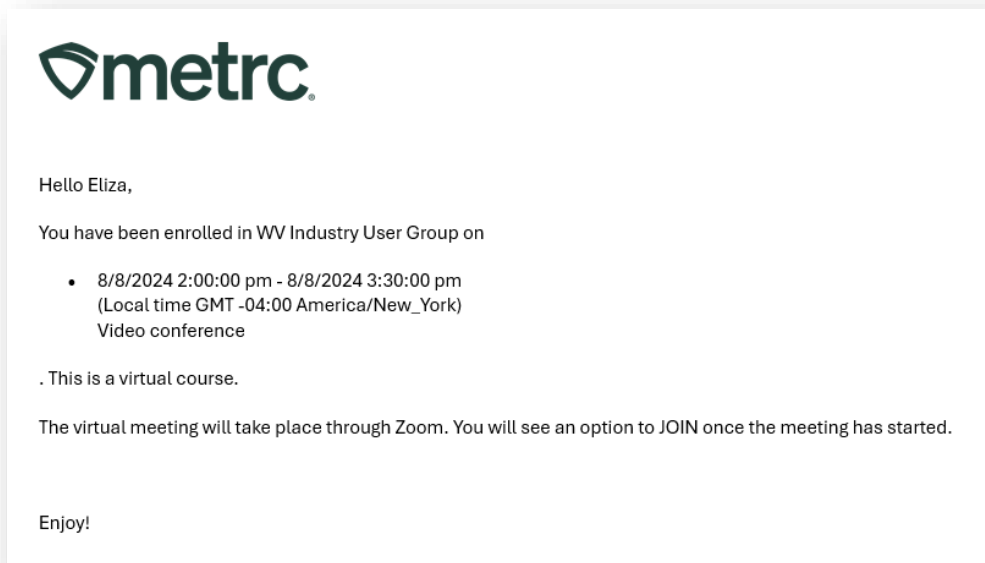 metrc®
Hello Eliza,
You have been enrolled in WV Industry User Group on
• 8/8/2024 2:00:00 pm - 8/8/2024 3:30:00 pm
(Local time GMT -04:00 America/New_York)
Video conference
. This is a virtual course.
The virtual meeting will take place through Zoom. You will see an option to JOIN once the meeting has started.
Enjoy!